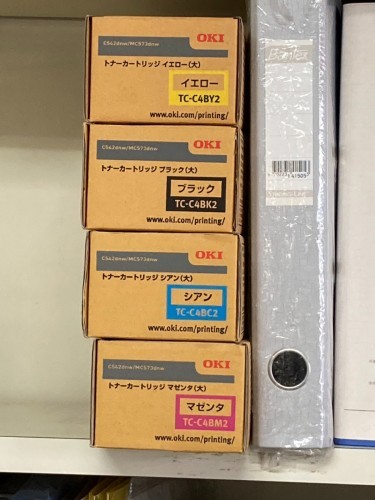 OKI
C542dnw/MC573dnw
トナーカートリッジ イエロー(大)
イエロー
TC-C4BY2
www.oki.com/printing/
OKI
C542dnw/MC573dnw
トナーカートリッジ ブラック(大)
ブラック
TC-C4BK2
www.oki.com/printing/
OKI
C542dnw/MC573dnw
トナーカートリッジ シアン(大)
シアン
TC-C4BC2
www.oki.com/printing/
OKI
C542dnw/MC573dnw
トナーカートリッジ マゼンタ(大)
マゼンタ
TC-C4BM2
www.oki.com/printing/